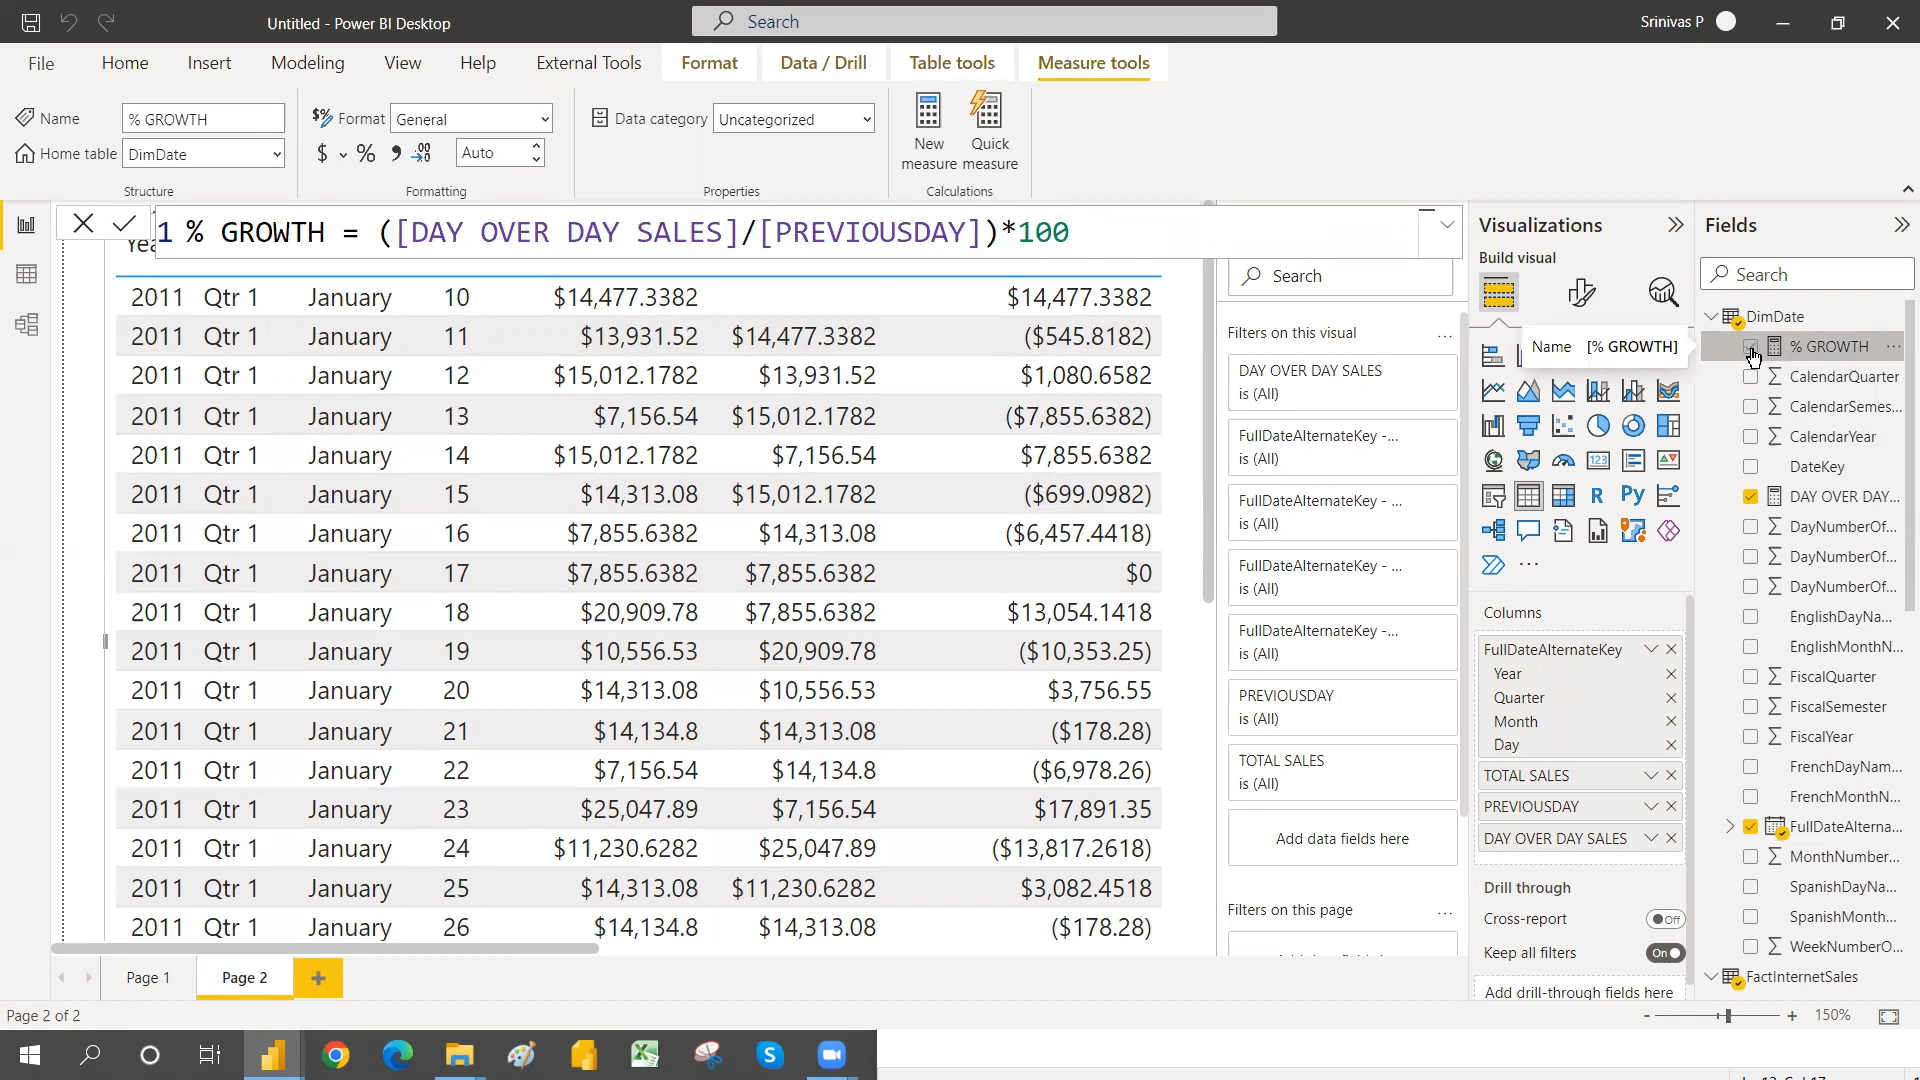 Untitled - Power BI Desktop
Search
Srinivas P
File
Home
Insert
Modeling
View
Help
External Tools
Format
Data / Drill
Table tools
Measure tools
Name
% GROWTH
Home table
DimDate
Structure
Format
General
$
%
Auto
Formatting
Data category
Uncategorized
Properties
New measure
Quick measure
Calculations
1 % GROWTH = ([DAY OVER DAY SALES]/[PREVIOUSDAY])*100
2011 Qtr 1 January 10 $14,477.3382 $14,477.3382
2011 Qtr 1 January 11 $13,931.52 $14,477.3382 ($545.8182)
2011 Qtr 1 January 12 $15,012.1782 $13,931.52 $1,080.6582
2011 Qtr 1 January 13 $7,156.54 $15,012.1782 ($7,855.6382)
2011 Qtr 1 January 14 $15,012.1782 $7,156.54 $7,855.6382
2011 Qtr 1 January 15 $14,313.08 $15,012.1782 ($699.0982)
2011 Qtr 1 January 16 $7,855.6382 $14,313.08 ($6,457.4418)
2011 Qtr 1 January 17 $7,855.6382 $7,855.6382 $0
2011 Qtr 1 January 18 $20,909.78 $7,855.6382 $13,054.1418
2011 Qtr 1 January 19 $10,556.53 $20,909.78 ($10,353.25)
2011 Qtr 1 January 20 $14,313.08 $10,556.53 $3,756.55
2011 Qtr 1 January 21 $14,134.8 $14,313.08 ($178.28)
2011 Qtr 1 January 22 $7,156.54 $14,134.8 ($6,978.26)
2011 Qtr 1 January 23 $25,047.89 $7,156.54 $17,891.35
2011 Qtr 1 January 24 $11,230.6282 $25,047.89 ($13,817.2618)
2011 Qtr 1 January 25 $14,313.08 $11,230.6282 $3,082.4518
2011 Qtr 1 January 26 $14,134.8 $14,313.08 ($178.28)
Search
Filters on this visual ...
DAY OVER DAY SALES
is (All)
FullDateAlternateKey -...
is (All)
FullDateAlternateKey - ...
is (All)
FullDateAlternateKey - ...
is (All)
FullDateAlternateKey -...
is (All)
PREVIOUSDAY
is (All)
TOTAL SALES
is (All)
Add data fields here
Filters on this page ...
Visualizations
Build visual
Name [% GROWTH]
123
R
Py
...
Columns
FullDateAlternateKey
Year
Quarter
Month
Day
TOTAL SALES
PREVIOUSDAY
DAY OVER DAY SALES
Drill through
Cross-report Off
Keep all filters On
Add drill-through fields here
Fields
Search
DimDate
% GROWTH ...
CalendarQuarter
CalendarSemes...
CalendarYear
DateKey
DAY OVER DAY...
DayNumberOf...
DayNumberOf...
DayNumberOf...
EnglishDayNa...
EnglishMonthN...
FiscalQuarter
FiscalSemester
FiscalYear
FrenchDayNam...
FrenchMonthN...
FullDateAlterna...
MonthNumber...
SpanishDayNa...
SpanishMonth...
WeekNumberO...
FactInternetSales
Page 1
Page 2
+
Page 2 of 2
- + 150%